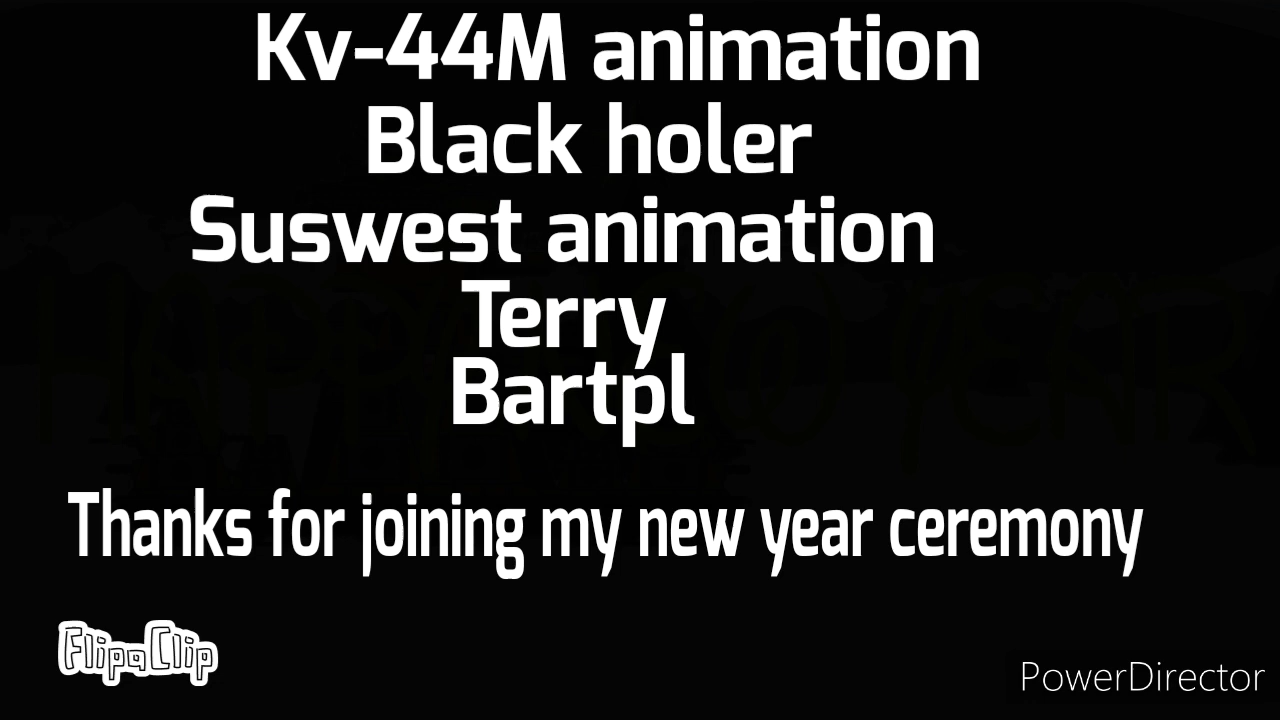 Kv-44M animation
Black holer
Suswest animation
Terry
Bartpl
Thanks for joining my new year ceremony
FlipaClip
PowerDirector